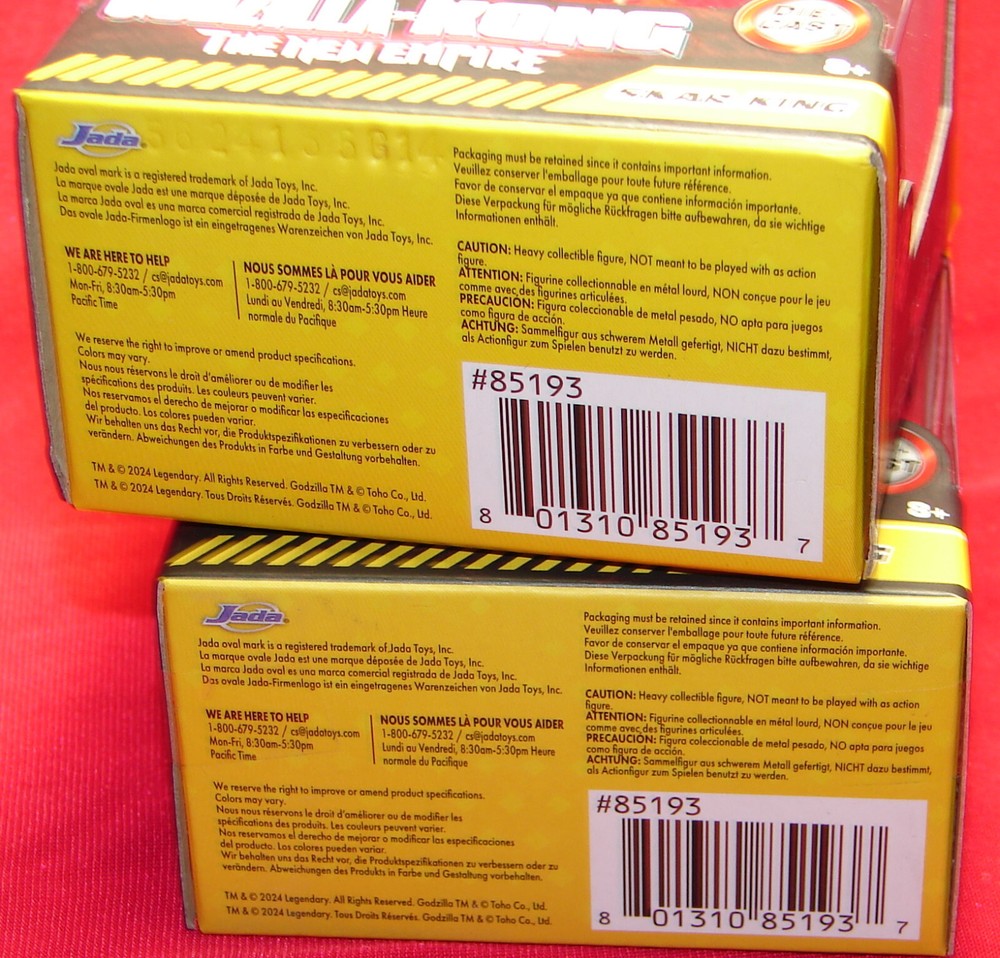 GODZILLA-KONG
THE NEW EMPIRE
DIE CAST
8+
SKAR KING
Jada
Jada oval mark is a registered trademark of Jada Toys, Inc.
La marque ovale Jada est une marque déposée de Jada Toys, Inc.
La marca Jada oval es una marca comercial registrada de Jada Toys, Inc.
Das ovale Jada-Firmenlogo ist ein eingetragenes Warenzeichen von Jada Toys, Inc.
WE ARE HERE TO HELP
1-800-679-5232 / cs@jadatoys.com
Mon-Fri, 8:30am-5:30pm
Pacific Time
NOUS SOMMES LÀ POUR VOUS AIDER
1-800-679-5232 / cs@jadatoys.com
Lundi au Vendredi, 8:30am-5:30pm Heure
normale du Pacifique
We reserve the right to improve or amend product specifications.
Colors may vary.
Nous nous réservons le droit d'améliorer ou de modifier les
spécifications des produits. Les couleurs peuvent varier.
Nos reservamos el derecho de mejorar o modificar las especificaciones
del producto. Los colores pueden variar.
Wir behalten uns das Recht vor, die Produktspezifikationen zu verbessern oder zu
verändern. Abweichungen des Produkts in Farbe und Gestaltung vorbehalten.
TM & © 2024 Legendary. All Rights Reserved. Godzilla TM & © Toho Co., Ltd.
TM & © 2024 Legendary. Tous Droits Réservés. Godzilla TM & © Toho Co., Ltd.
Packaging must be retained since it contains important information.
Veuillez conserver l'emballage pour toute future référence.
Favor de conservar el empaque ya que contiene información importante.
Diese Verpackung für mögliche Rückfragen bitte aufbewahren, da sie wichtige
Informationen enthält.
CAUTION: Heavy collectible figure, NOT meant to be played with as action
figure.
ATTENTION: Figurine collectionnable en métal lourd, NON conçue pour le jeu
comme avec des figurines articulées.
PRECAUCIÓN: Figura coleccionable de metal pesado, NO apta para juegos
como figura de acción.
ACHTUNG: Sammelfigur aus schwerem Metall gefertigt, NICHT dazu bestimmt,
als Actionfigur zum Spielen benutzt zu werden.
#85193
8 01310 85193 7
8+
Jada
Jada oval mark is a registered trademark of Jada Toys, Inc.
La marque ovale Jada est une marque déposée de Jada Toys, Inc.
La marca Jada oval es una marca comercial registrada de Jada Toys, Inc.
Das ovale Jada-Firmenlogo ist ein eingetragenes Warenzeichen von Jada Toys, Inc.
WE ARE HERE TO HELP
1-800-679-5232 / cs@jadatoys.com
Mon-Fri, 8:30am-5:30pm
Pacific Time
NOUS SOMMES LÀ POUR VOUS AIDER
1-800-679-5232 / cs@jadatoys.com
Lundi au Vendredi, 8:30am-5:30pm Heure
normale du Pacifique
We reserve the right to improve or amend product specifications.
Colors may vary.
Nous nous réservons le droit d'améliorer ou de modifier les
spécifications des produits. Les couleurs peuvent varier.
Nos reservamos el derecho de mejorar o modificar las especificaciones
del producto. Los colores pueden variar.
Wir behalten uns das Recht vor, die Produktspezifikationen zu verbessern oder zu
verändern. Abweichungen des Produkts in Farbe und Gestaltung vorbehalten.
TM & © 2024 Legendary. All Rights Reserved. Godzilla TM & © Toho Co., Ltd.
TM & © 2024 Legendary. Tous Droits Réservés. Godzilla TM & © Toho Co., Ltd.
Packaging must be retained since it contains important information.
Veuillez conserver l'emballage pour toute future référence.
Favor de conservar el empaque ya que contiene información importante.
Diese Verpackung für mögliche Rückfragen bitte aufbewahren, da sie wichtige
Informationen enthält.
CAUTION: Heavy collectible figure, NOT meant to be played with as action
figure.
ATTENTION: Figurine collectionnable en métal lourd, NON conçue pour le jeu
comme avec des figurines articulées.
PRECAUCIÓN: Figura coleccionable de metal pesado, NO apta para juegos
como figura de acción.
ACHTUNG: Sammelfigur aus schwerem Metall gefertigt, NICHT dazu bestimmt,
als Actionfigur zum Spielen benutzt zu werden.
#85193
8 01310 85193 7